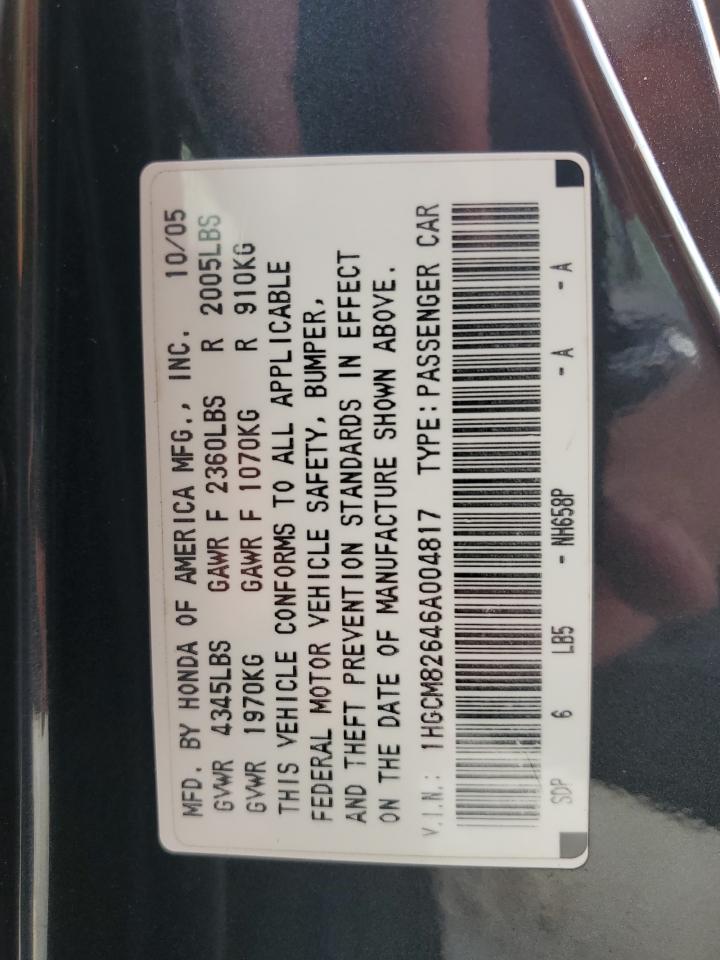 MFD. BY HONDA OF AMERICA MFG., INC. 10/05
GVWR 4345LBS GAWR F 2360LBS R 2005LBS
GVWR 1970KG GAWR F 1070KG R 910KG
THIS VEHICLE CONFORMS TO ALL APPLICABLE
FEDERAL MOTOR VEHICLE SAFETY, BUMPER,
AND THEFT PREVENTION STANDARDS IN EFFECT
ON THE DATE OF MANUFACTURE SHOWN ABOVE.
V.I.N.: 1HGCM82646A004817 TYPE:PASSENGER CAR
SDP 6 LB5 - NH658P - A - A